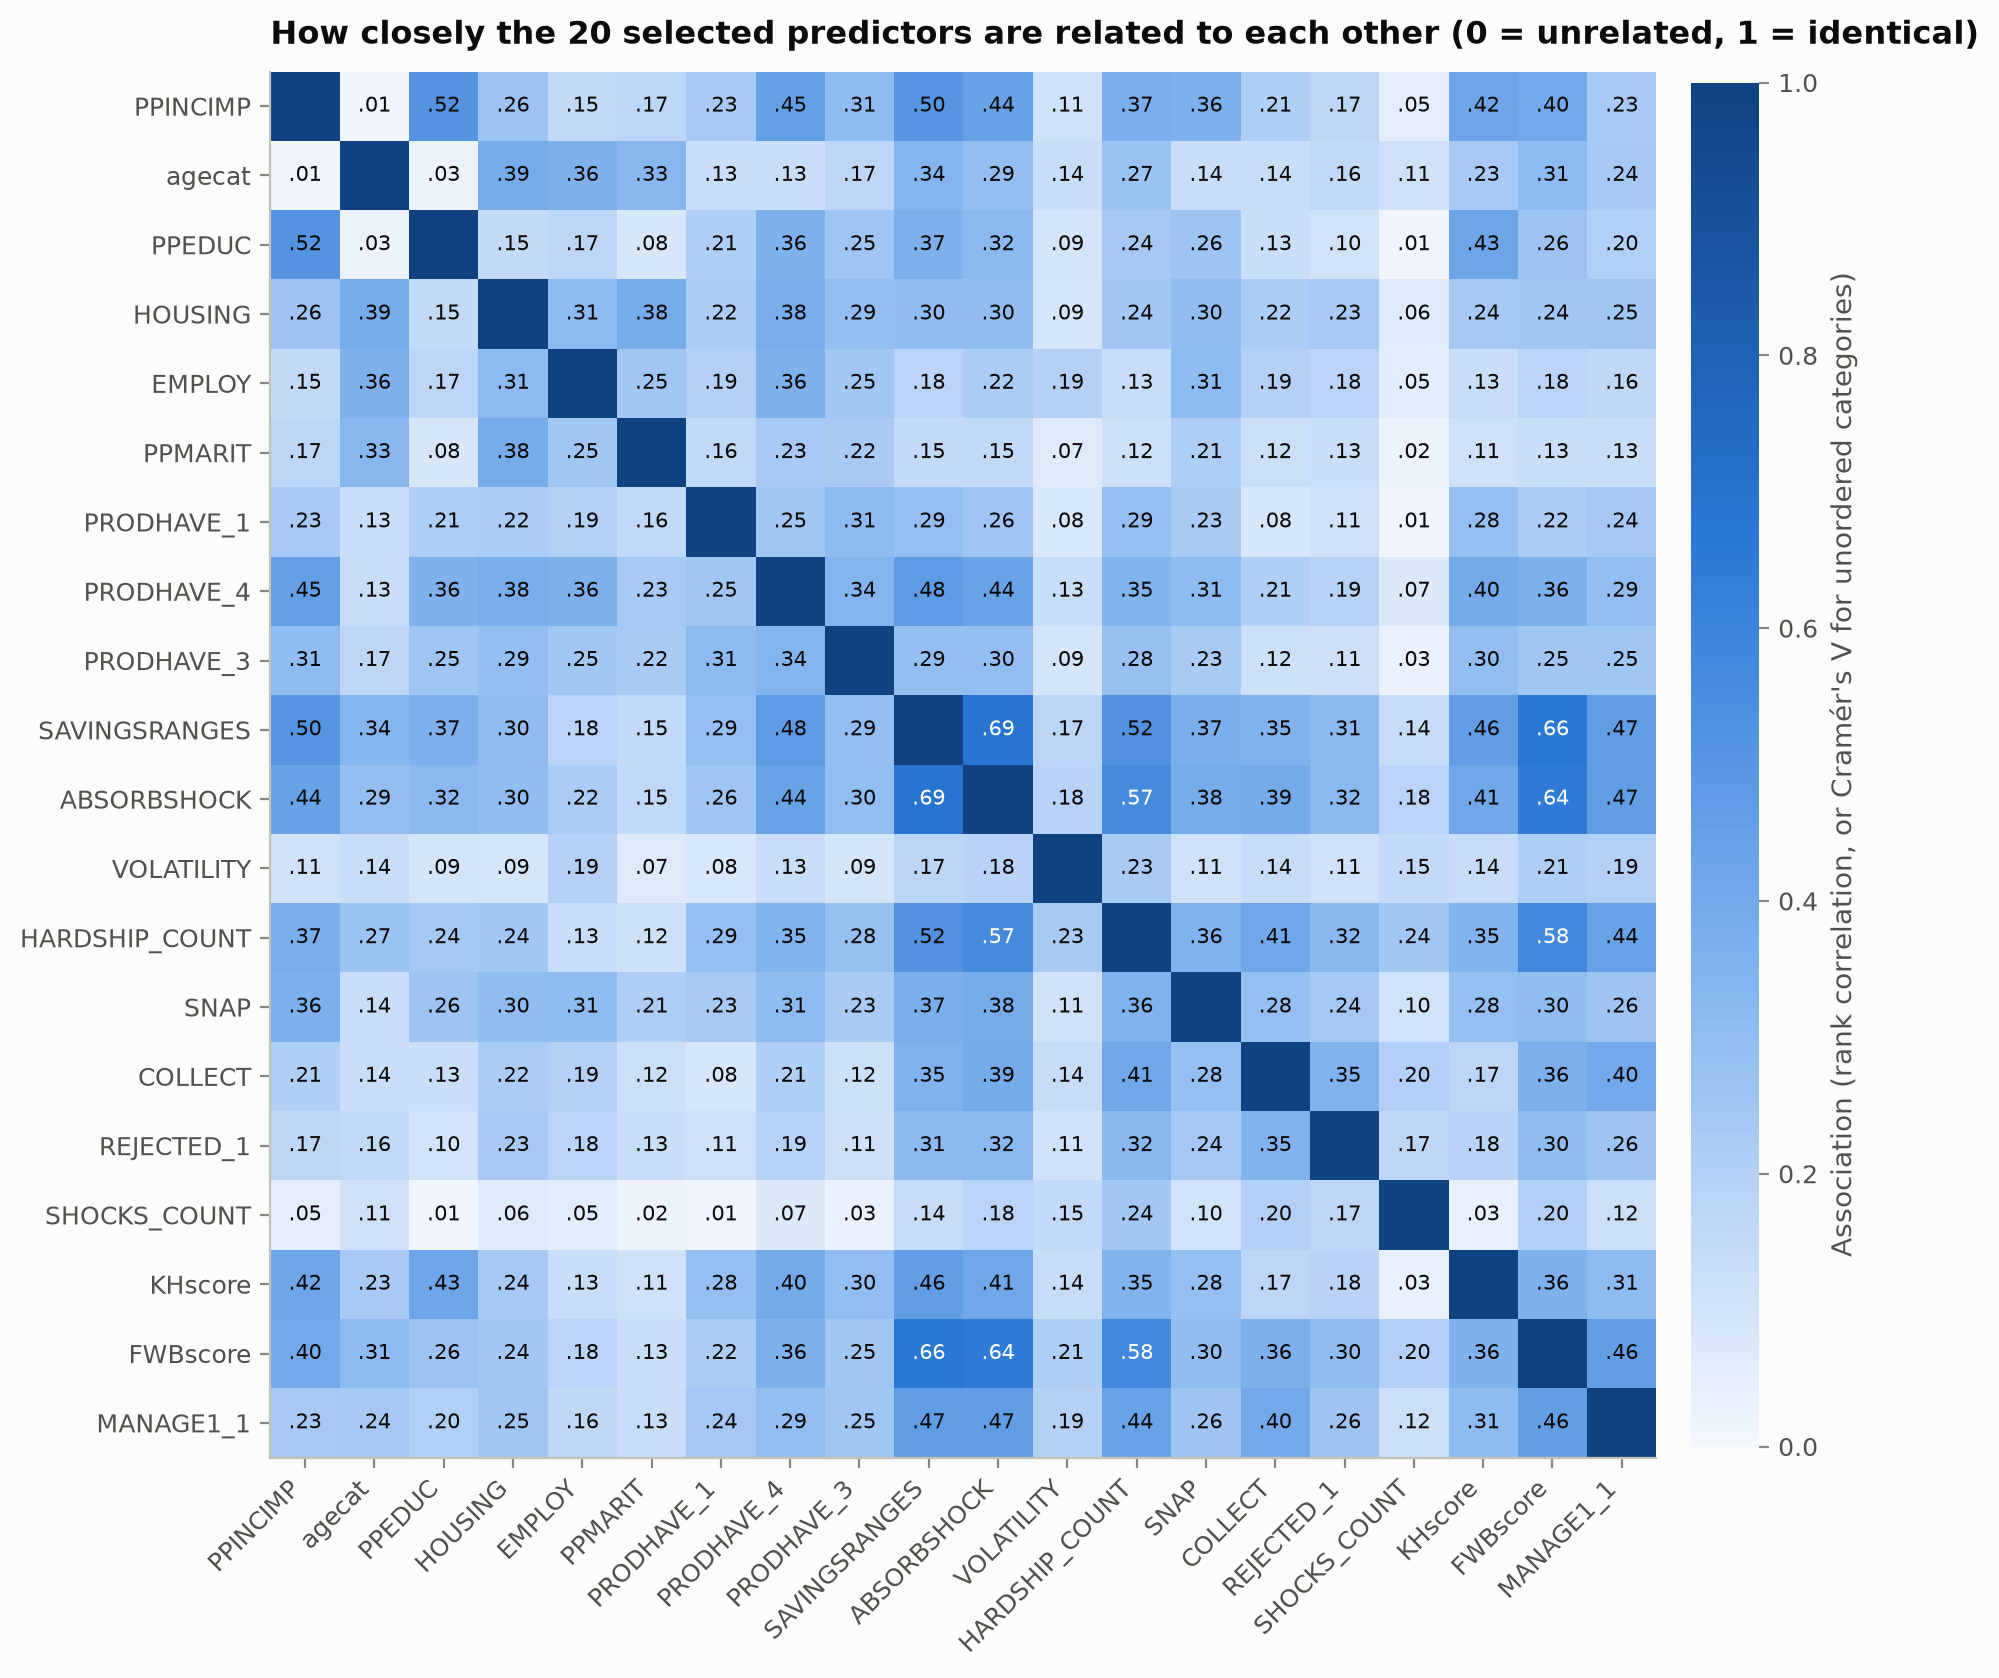 How closely the 20 selected predictors are related to each other (0 = unrelated, 1 = identical)
PPINCIMP .01 .52 .26 .15 .17 .23 .45 .31 .50 .44 .11 .37 .36 .21 .17 .05 .42 .40 .23
agecat .01 .03 .39 .36 .33 .13 .13 .17 .34 .29 .14 .27 .14 .14 .16 .11 .23 .31 .24
PPEDUC .52 .03 .15 .17 .08 .21 .36 .25 .37 .32 .09 .24 .26 .13 .10 .01 .43 .26 .20
HOUSING .26 .39 .15 .31 .38 .22 .38 .29 .30 .30 .09 .24 .30 .22 .23 .06 .24 .24 .25
EMPLOY .15 .36 .17 .31 .25 .19 .36 .25 .18 .22 .19 .13 .31 .19 .18 .05 .13 .18 .16
PPMARIT .17 .33 .08 .38 .25 .16 .23 .22 .15 .15 .07 .12 .21 .12 .13 .02 .11 .13 .13
PRODHAVE_1 .23 .13 .21 .22 .19 .16 .25 .31 .29 .26 .08 .29 .23 .08 .11 .01 .28 .22 .24
PRODHAVE_4 .45 .13 .36 .38 .36 .23 .25 .34 .48 .44 .13 .35 .31 .21 .19 .07 .40 .36 .29
PRODHAVE_3 .31 .17 .25 .29 .25 .22 .31 .34 .29 .30 .09 .28 .23 .12 .11 .03 .30 .25 .25
SAVINGSRANGES .50 .34 .37 .30 .18 .15 .29 .48 .29 .69 .17 .52 .37 .35 .31 .14 .46 .66 .47
ABSORBSHOCK .44 .29 .32 .30 .22 .15 .26 .44 .30 .69 .18 .57 .38 .39 .32 .18 .41 .64 .47
VOLATILITY .11 .14 .09 .09 .19 .07 .08 .13 .09 .17 .18 .23 .11 .14 .11 .15 .14 .21 .19
HARDSHIP_COUNT .37 .27 .24 .24 .13 .12 .29 .35 .28 .52 .57 .23 .36 .41 .32 .24 .35 .58 .44
SNAP .36 .14 .26 .30 .31 .21 .23 .31 .23 .37 .38 .11 .36 .28 .24 .10 .28 .30 .26
COLLECT .21 .14 .13 .22 .19 .12 .08 .21 .12 .35 .39 .14 .41 .28 .35 .20 .17 .36 .40
REJECTED_1 .17 .16 .10 .23 .18 .13 .11 .19 .11 .31 .32 .11 .32 .24 .35 .17 .18 .30 .26
SHOCKS_COUNT .05 .11 .01 .06 .05 .02 .01 .07 .03 .14 .18 .15 .24 .10 .20 .17 .03 .20 .12
KHscore .42 .23 .43 .24 .13 .11 .28 .40 .30 .46 .41 .14 .35 .28 .17 .18 .03 .36 .31
FWBscore .40 .31 .26 .24 .18 .13 .22 .36 .25 .66 .64 .21 .58 .30 .36 .30 .20 .36 .46
MANAGE1_1 .23 .24 .20 .25 .16 .13 .24 .29 .25 .47 .47 .19 .44 .26 .40 .26 .12 .31 .46
PPINCIMP
agecat
PPEDUC
HOUSING
EMPLOY
PPMARIT
PRODHAVE_1
PRODHAVE_4
PRODHAVE_3
SAVINGSRANGES
ABSORBSHOCK
VOLATILITY
HARDSHIP_COUNT
SNAP
COLLECT
REJECTED_1
SHOCKS_COUNT
KHscore
FWBscore
MANAGE1_1
1.0
0.8
0.6
0.4
0.2
0.0
Association (rank correlation, or Cramér's V for unordered categories)